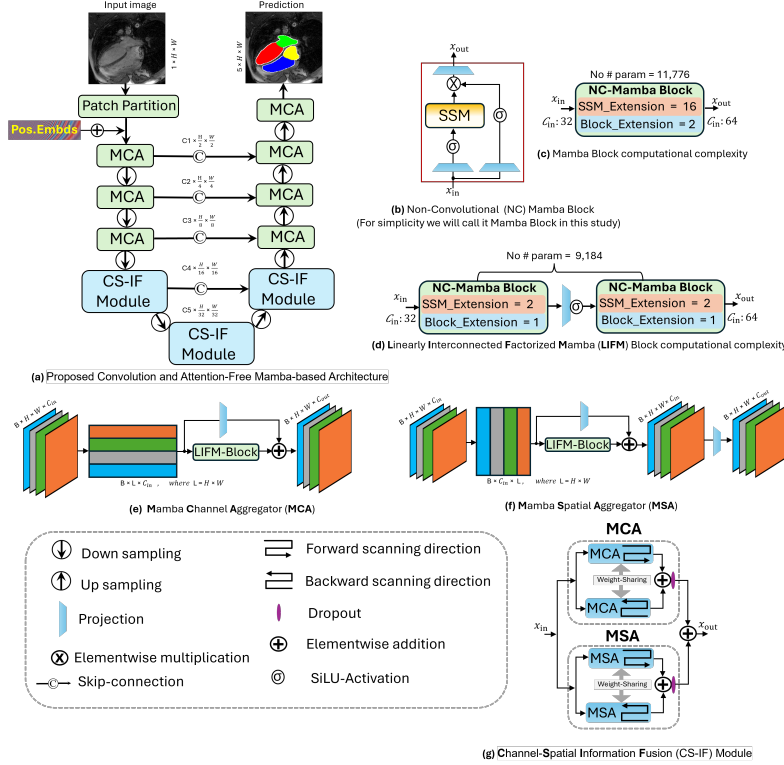 Input image
Prediction
1 × H × W
5 × H × W
Patch Partition
Pos.Embds
MCA
MCA
MCA
MCA
MCA
MCA
MCA
C1 × H/2 × W/2
C2 × H/4 × W/4
C3 × H/8 × W/8
C4 × H/16 × W/16
C5 × H/32 × W/32
©
©
©
©
CS-IF
Module
CS-IF
Module
CS-IF
Module
(a) Proposed Convolution and Attention-Free Mamba-based Architecture
x_out
SSM
σ
σ
x_in
(b) Non-Convolutional (NC) Mamba Block
(For simplicity we will call it Mamba Block in this study)
No # param = 11,776
x_in
C_in: 32
NC-Mamba Block
SSM_Extension = 16
Block_Extension = 2
x_out
C_in: 64
(c) Mamba Block computational complexity
No # param = 9,184
x_in
C_in: 32
NC-Mamba Block
SSM_Extension = 2
Block_Extension = 1
σ
NC-Mamba Block
SSM_Extension = 2
Block_Extension = 1
x_out
C_in: 64
(d) Linearly Interconnected Factorized Mamba (LIFM) Block computational complexity
B × H × W × C_in
LIFM-Block
B × H × W × C_out
B × L × C_in , where L = H × W
(e) Mamba Channel Aggregator (MCA)
B × H × W × C_in
LIFM-Block
B × H × W × C_in
B × H × W × C_out
B × C_in × L , where L = H × W
(f) Mamba Spatial Aggregator (MSA)
Down sampling
Up sampling
Projection
Elementwise multiplication
© Skip-connection
Forward scanning direction
Backward scanning direction
Dropout
Elementwise addition
σ SiLU-Activation
MCA
MCA
Weight-Sharing
MCA
x_in
x_out
MSA
MSA
Weight-Sharing
MSA
(g) Channel-Spatial Information Fusion (CS-IF) Module